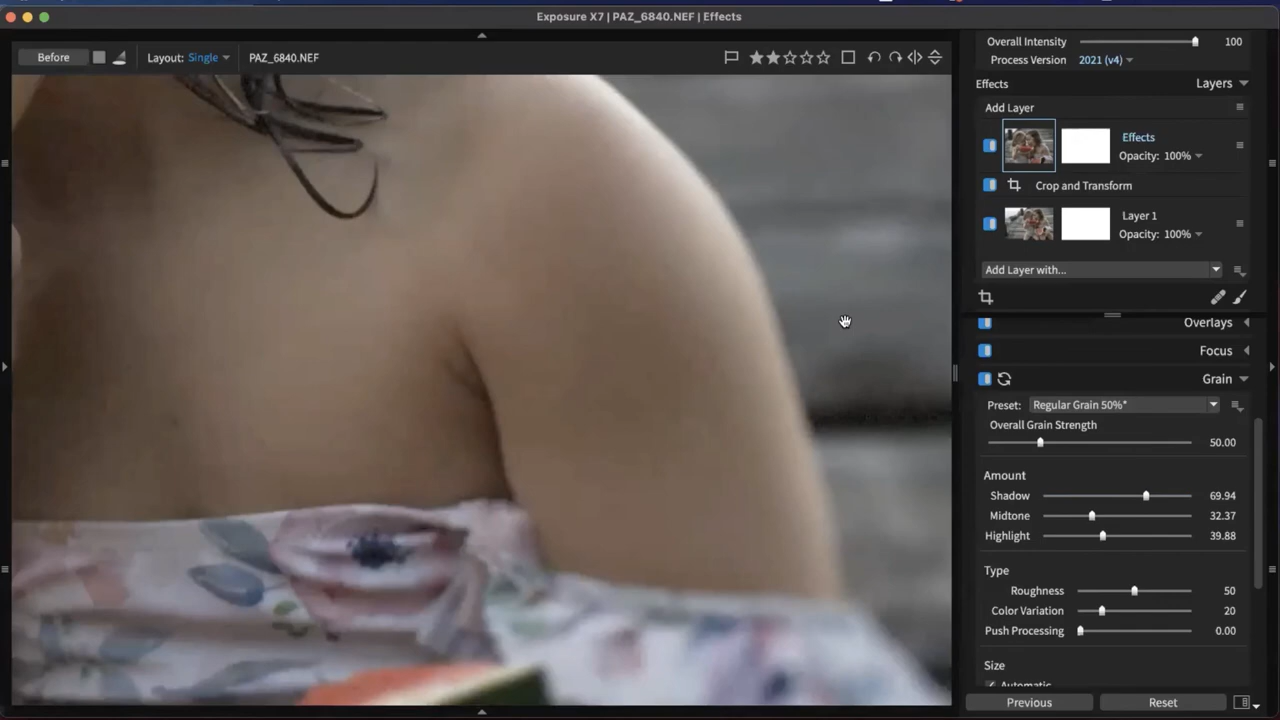 Exposure X7 | PAZ_6840.NEF | Effects
Before
Layout: Single
PAZ_6840.NEF
Overall Intensity 100
Process Version 2021 (v4)
Effects Layers
Add Layer
Effects
Opacity: 100%
Crop and Transform
Layer 1
Opacity: 100%
Add Layer with...
Overlays
Focus
Grain
Preset: Regular Grain 50%*
Overall Grain Strength
50.00
Amount
Shadow 69.94
Midtone 32.37
Highlight 39.88
Type
Roughness 50
Color Variation 20
Push Processing 0.00
Size
Automatic
Previous Reset